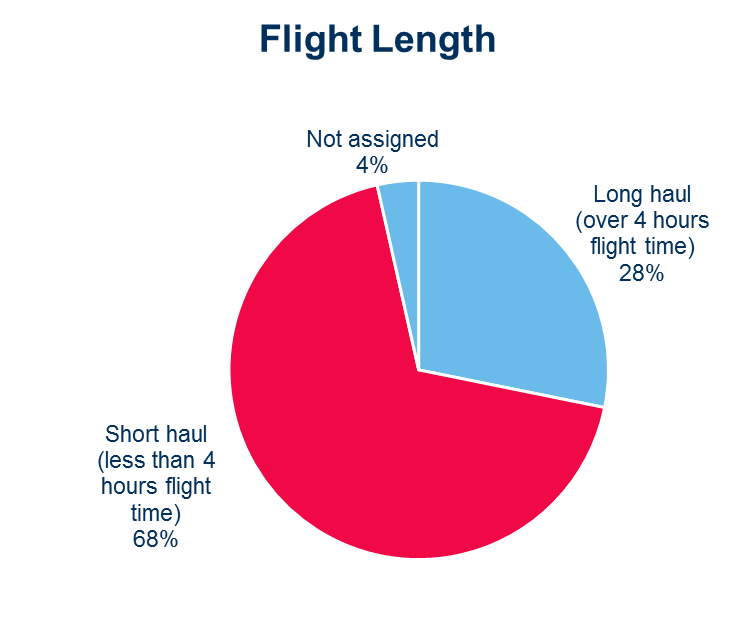 Flight Length
Not assigned
4%
Long haul
(over 4 hours
flight time)
28%
Short haul
(less than 4
hours flight
time)
68%